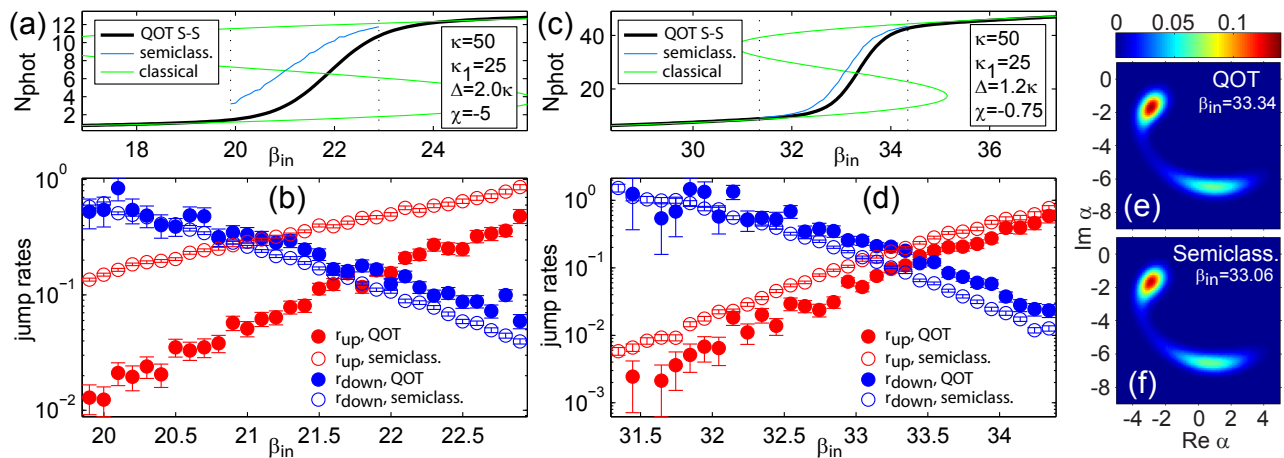 (a)
Nphot
12
10
8
6
4
2
QOT S-S
semiclass.
classical
κ=50
κ1=25
Δ=2.0κ
χ=-5
18 20 22 24
βin
(b)
jump rates
10^0
10^-1
10^-2
rup, QOT
rup, semiclass.
rdown, QOT
rdown, semiclass.
20 20.5 21 21.5 22 22.5
βin
(c)
Nphot
40
20
QOT S-S
semiclass.
classical
κ=50
κ1=25
Δ=1.2κ
χ=-0.75
30 32 34 36
βin
(d)
jump rates
10^0
10^-1
10^-2
10^-3
rup, QOT
rup, semiclass.
rdown, QOT
rdown, semiclass.
31.5 32 32.5 33 33.5 34
βin
0 0.05 0.1
QOT
βin=33.34
(e)
0
-2
-4
-6
-8
Im α
Semiclass.
βin=33.06
(f)
0
-2
-4
-6
-8
-4 -2 0 2 4
Re α